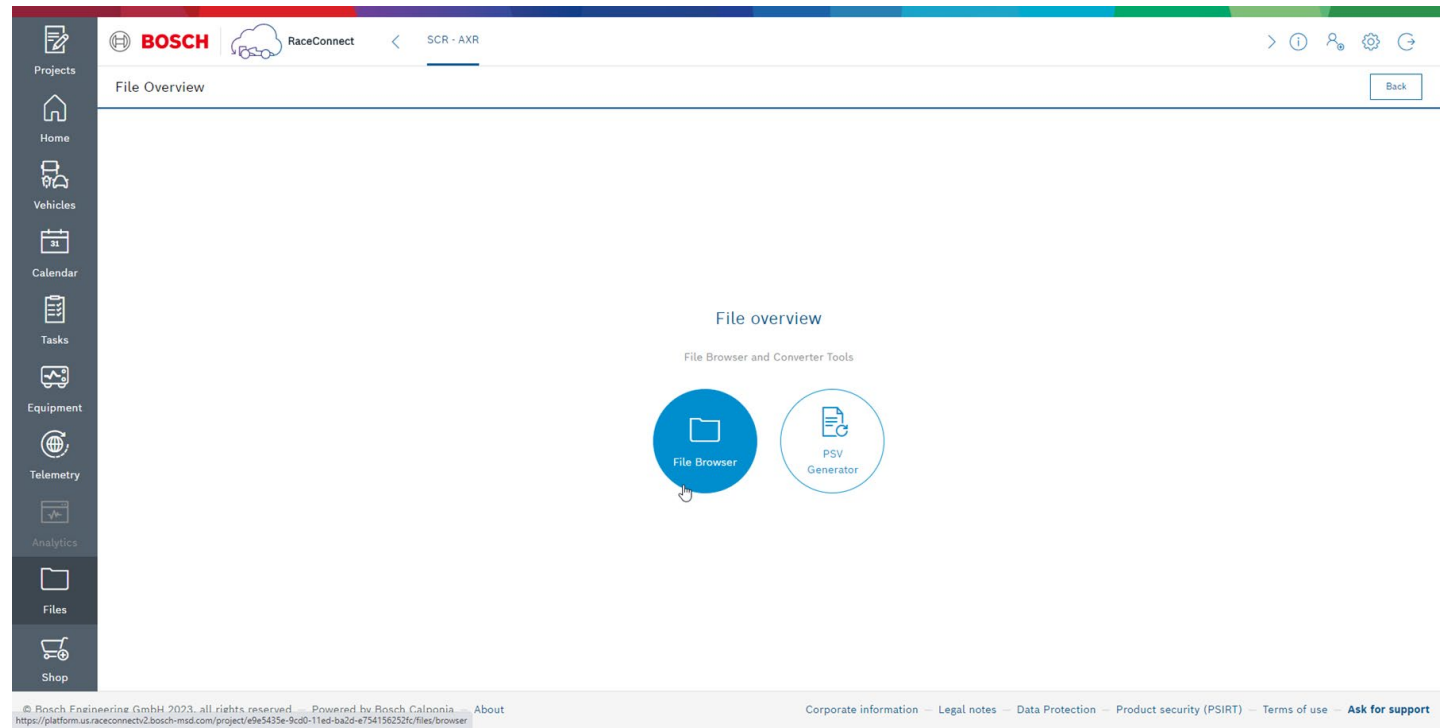 Projects
Home
Vehicles
31
Calendar
Tasks
Equipment
Telemetry
Analytics
Files
Shop
BOSCH
RaceConnect
SCR - AXR
File Overview
Back
File overview
File Browser and Converter Tools
File Browser
PSV
Generator
© Bosch Engineering GmbH 2023, all rights reserved – Powered by Bosch Calponia – About
https://platform.us.raceconnectv2.bosch-msd.com/project/e9e5435e-9cd0-11ed-ba2d-e754156252fc/files/browser
Corporate information – Legal notes – Data Protection – Product security (PSIRT) – Terms of use – Ask for support